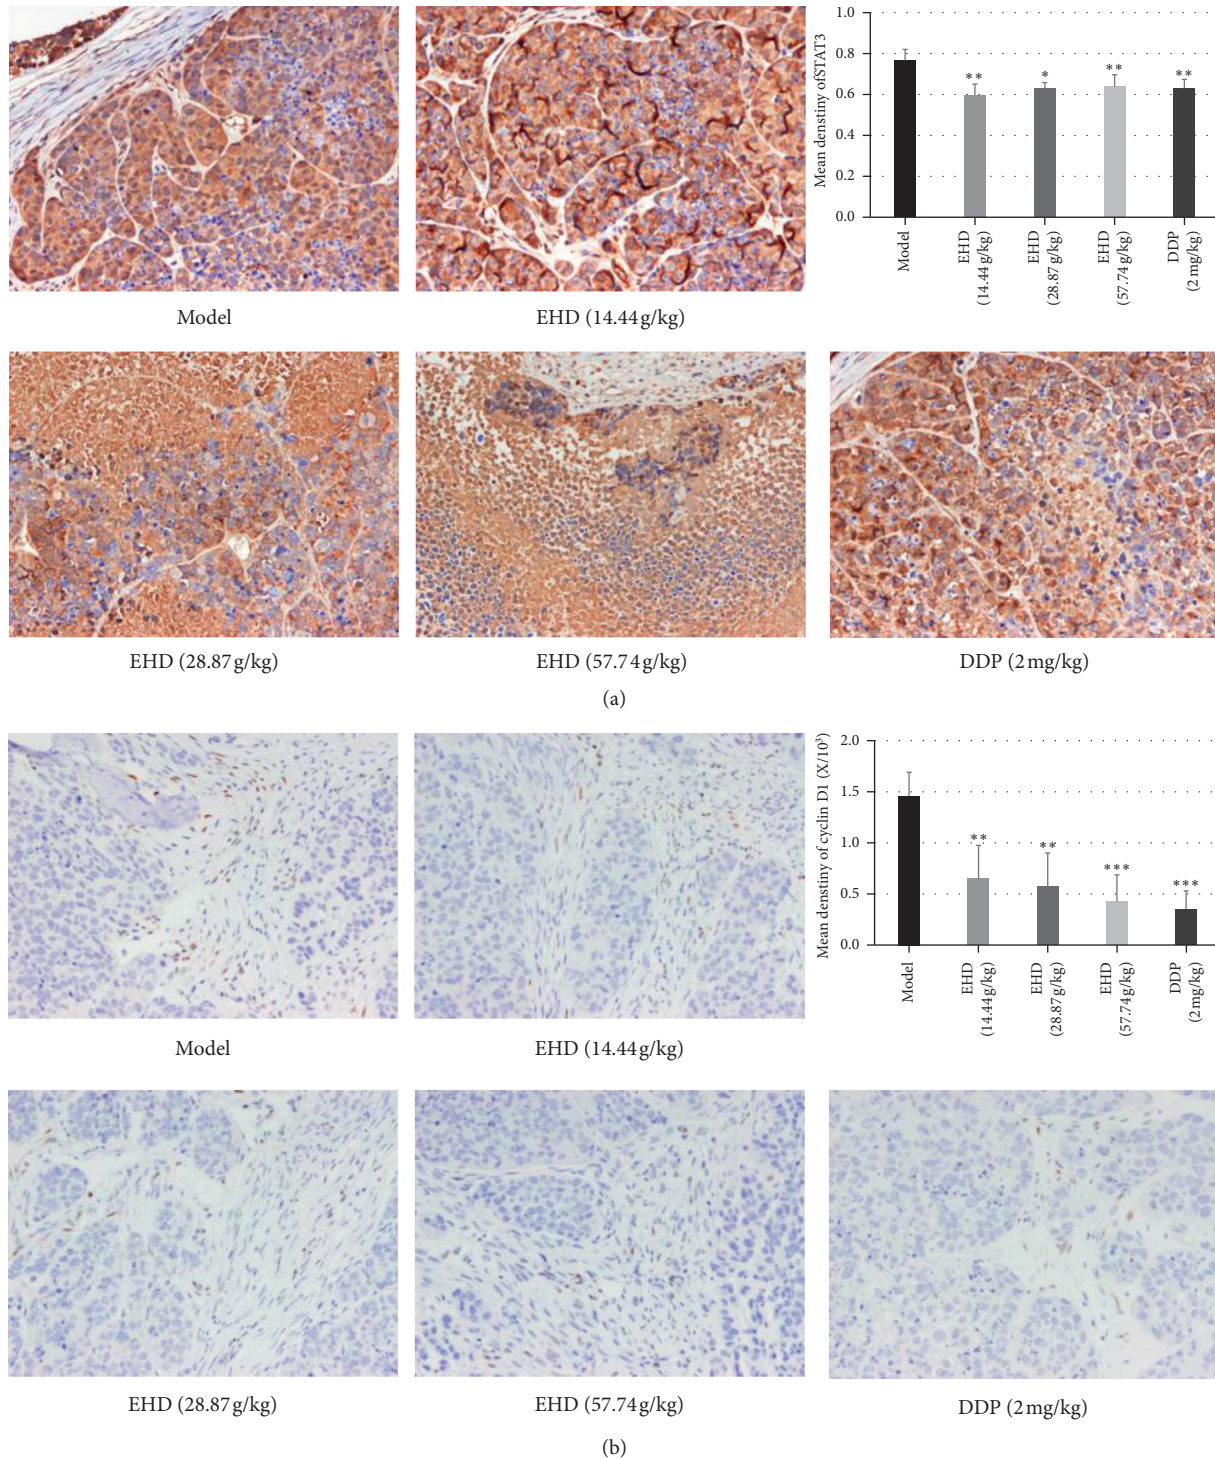 Model
EHD (14.44 g/kg)
Mean denstiny ofSTAT3
1.0
0.8
0.6
0.4
0.2
0.0
**
*
**
**
Model
EHD
(14.44 g/kg)
EHD
(28.87 g/kg)
EHD
(57.74 g/kg)
DDP
(2 mg/kg)
EHD (28.87 g/kg)
EHD (57.74 g/kg)
DDP (2 mg/kg)
(a)
Model
EHD (14.44 g/kg)
Mean denstiny of cyclin D1 (X/10³)
2.0
1.5
1.0
0.5
0.0
**
**
***
***
Model
EHD
(14.44 g/kg)
EHD
(28.87 g/kg)
EHD
(57.74 g/kg)
DDP
(2 mg/kg)
EHD (28.87 g/kg)
EHD (57.74 g/kg)
DDP (2 mg/kg)
(b)